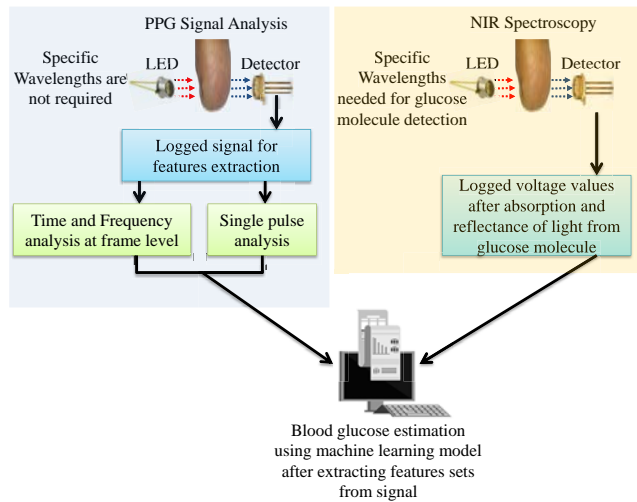 PPG Signal Analysis
Specific
Wavelengths are
not required
LED
Detector
Logged signal for
features extraction
Time and Frequency
analysis at frame level
Single pulse
analysis
NIR Spectroscopy
Specific
Wavelengths
needed for glucose
molecule detection
LED
Detector
Logged voltage values
after absorption and
reflectance of light from
glucose molecule
Blood glucose estimation
using machine learning model
after extracting features sets
from signal